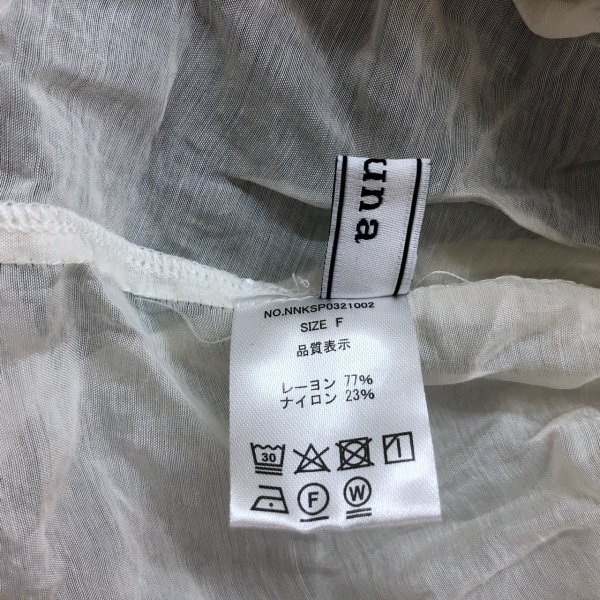 una
NO.NNKSP0321002
SIZE F
品質表示
レーヨン 77%
ナイロン 23%
30
F W